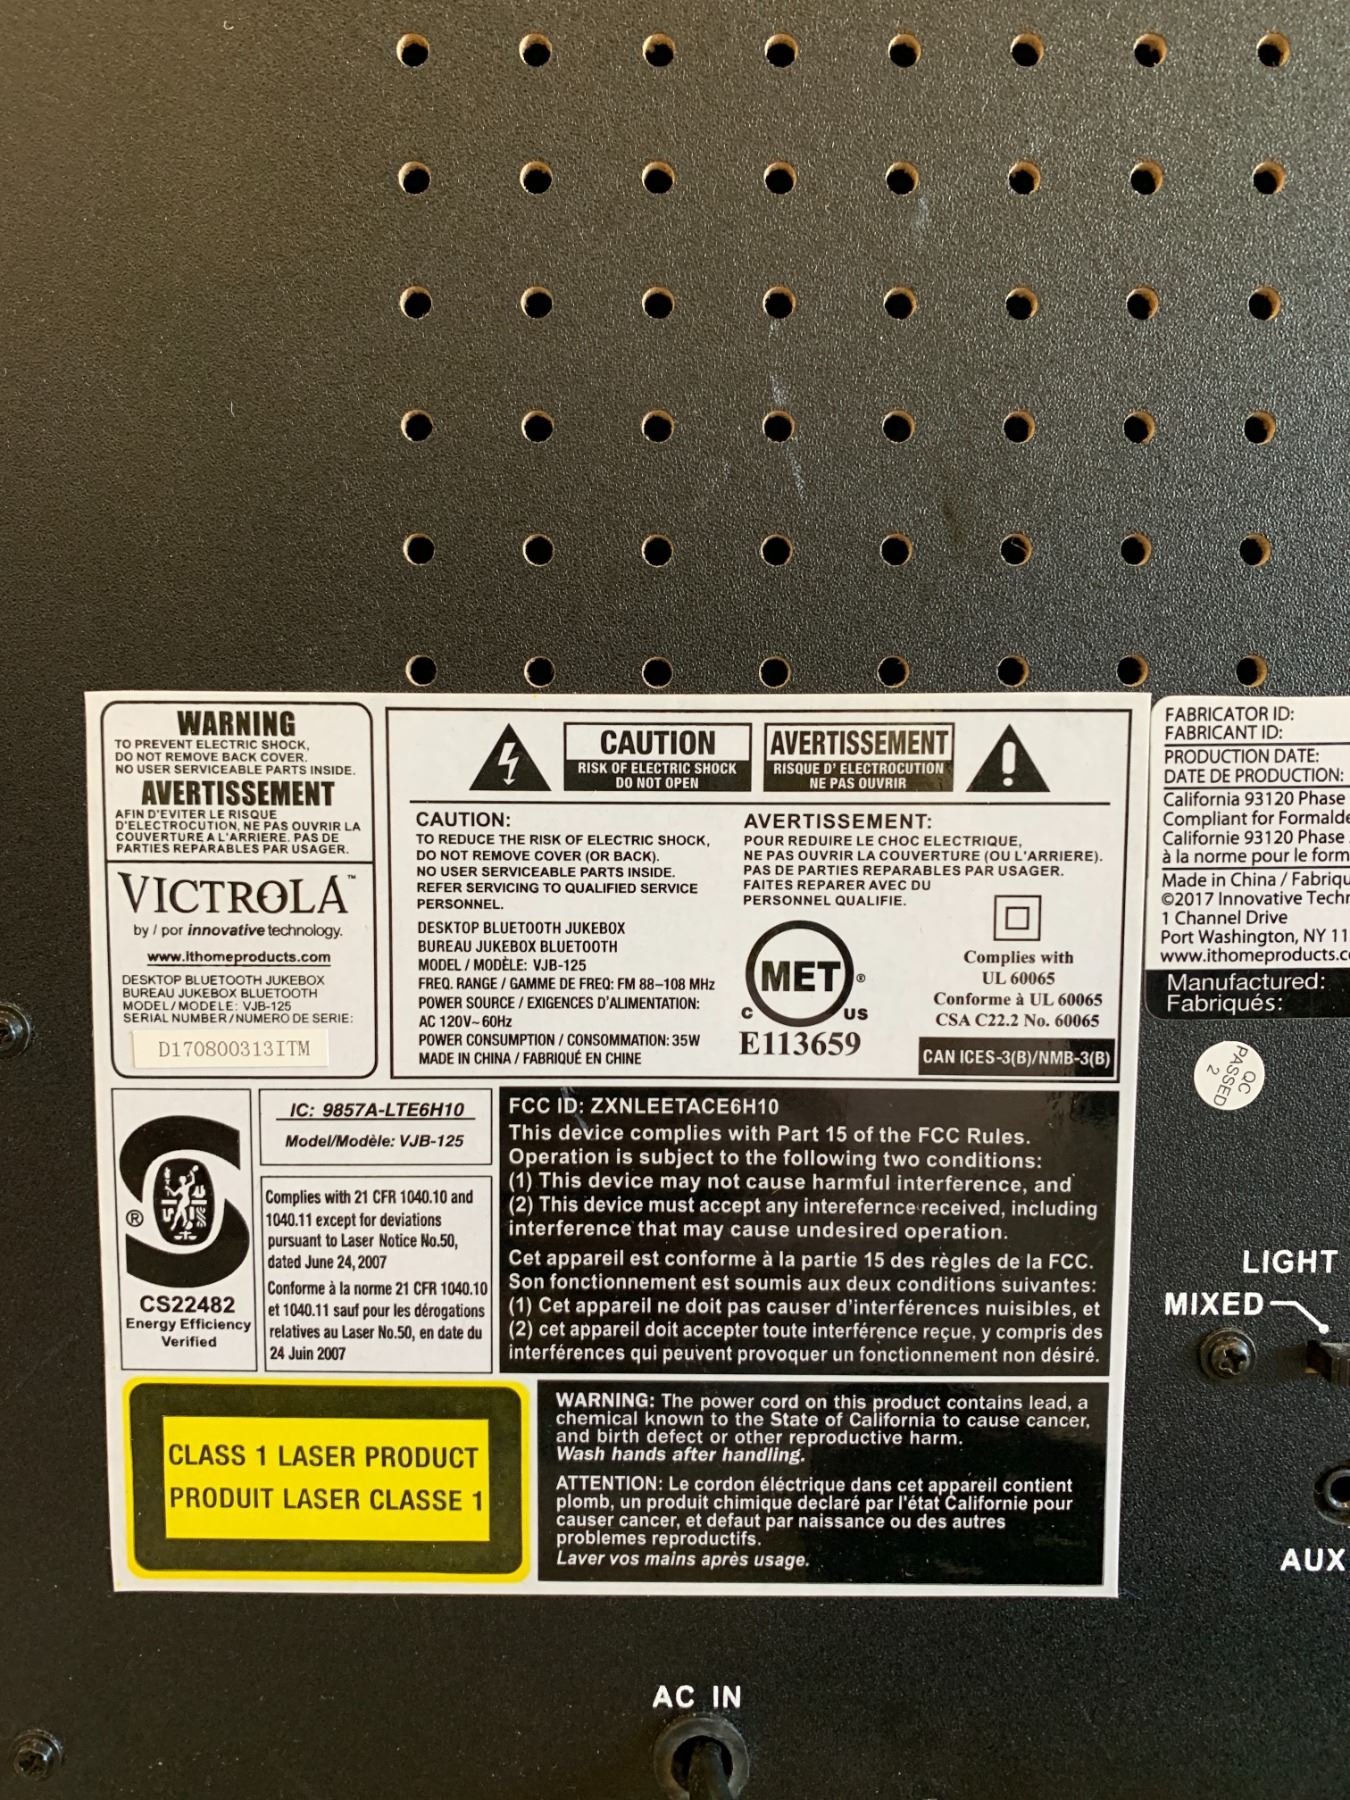 WARNING
TO PREVENT ELECTRIC SHOCK,
DO NOT REMOVE BACK COVER.
NO USER SERVICEABLE PARTS INSIDE.
AVERTISSEMENT
AFIN D'EVITER LE RISQUE
D'ELECTROCUTION, NE PAS OUVRIR LA
COUVERTURE A L'ARRIERE. PAS DE
PARTIES REPARABLES PAR USAGER.
VICTROLA™
by / por innovative technology.
www.Ithomeproducts.com
DESKTOP BLUETOOTH JUKEBOX
BUREAU JUKEBOX BLUETOOTH
MODEL / MODELE: VJB-125
SERIAL NUMBER / NUMERO DE SERIE:
D170800313ITM
CAUTION
RISK OF ELECTRIC SHOCK
DO NOT OPEN
AVERTISSEMENT
RISQUE D' ELECTROCUTION
NE PAS OUVRIR
CAUTION:
TO REDUCE THE RISK OF ELECTRIC SHOCK,
DO NOT REMOVE COVER (OR BACK).
NO USER SERVICEABLE PARTS INSIDE.
REFER SERVICING TO QUALIFIED SERVICE
PERSONNEL.
DESKTOP BLUETOOTH JUKEBOX
BUREAU JUKEBOX BLUETOOTH
MODEL / MODÈLE: VJB-125
FREQ. RANGE / GAMME DE FREQ: FM 88–108 MHz
POWER SOURCE / EXIGENCES D'ALIMENTATION:
AC 120V~ 60Hz
POWER CONSUMPTION / CONSOMMATION: 35W
MADE IN CHINA / FABRIQUÉ EN CHINE
AVERTISSEMENT:
POUR REDUIRE LE CHOC ELECTRIQUE,
NE PAS OUVRIR LA COUVERTURE (OU L'ARRIERE).
PAS DE PARTIES REPARABLES PAR USAGER.
FAITES REPARER AVEC DU
PERSONNEL QUALIFIE.
MET ®
C US
E113659
Complies with
UL 60065
Conforme à UL 60065
CSA C22.2 No. 60065
CAN ICES-3(B)/NMB-3(B)
FABRICATOR ID:
FABRICANT ID:
PRODUCTION DATE:
DATE DE PRODUCTION:
California 93120 Phase
Compliant for Formalde
Californie 93120 Phase
à la norme pour le form
Made in China / Fabriqu
©2017 Innovative Techn
1 Channel Drive
Port Washington, NY 11
www.ithomeproducts.c
Manufactured:
Fabriqués:
QC
PASSED
2
®
CS22482
Energy Efficiency
Verified
IC: 9857A-LTE6H10
Model/Modèle: VJB-125
Complies with 21 CFR 1040.10 and
1040.11 except for deviations
pursuant to Laser Notice No.50,
dated June 24, 2007
Conforme à la norme 21 CFR 1040.10
et 1040.11 sauf pour les dérogations
relatives au Laser No.50, en date du
24 Juin 2007
FCC ID: ZXNLEETACE6H10
This device complies with Part 15 of the FCC Rules.
Operation is subject to the following two conditions:
(1) This device may not cause harmful interference, and
(2) This device must accept any interefernce received, including
interference that may cause undesired operation.
Cet appareil est conforme à la partie 15 des règles de la FCC.
Son fonctionnement est soumis aux deux conditions suivantes:
(1) Cet appareil ne doit pas causer d'interférences nuisibles, et
(2) cet appareil doit accepter toute interférence reçue, y compris des
interférences qui peuvent provoquer un fonctionnement non désiré.
LIGHT
MIXED
CLASS 1 LASER PRODUCT
PRODUIT LASER CLASSE 1
WARNING: The power cord on this product contains lead, a
chemical known to the State of California to cause cancer,
and birth defect or other reproductive harm.
Wash hands after handling.
ATTENTION: Le cordon éléctrique dans cet appareil contient
plomb, un produit chimique declaré par l'état Californie pour
causer cancer, et defaut par naissance ou des autres
problemes reproductifs.
Laver vos mains après usage.
AUX
AC IN